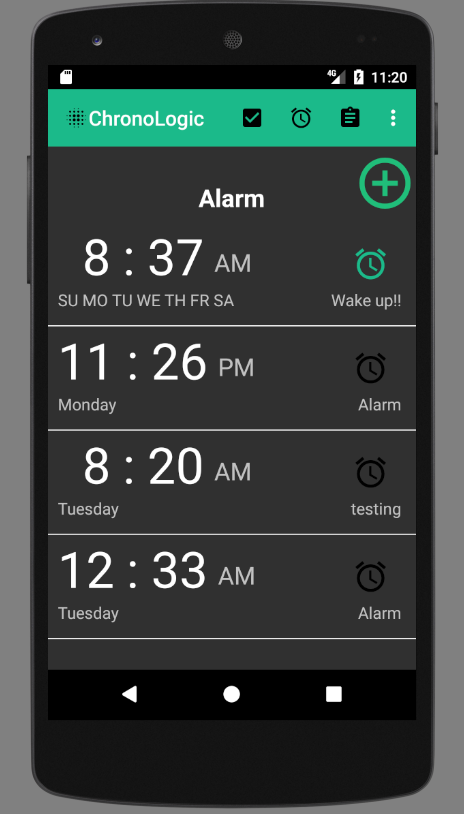 4G 11:20
ChronoLogic
Alarm
8 : 37 AM
SU MO TU WE TH FR SA Wake up!!
11 : 26 PM
Monday Alarm
8 : 20 AM
Tuesday testing
12 : 33 AM
Tuesday Alarm